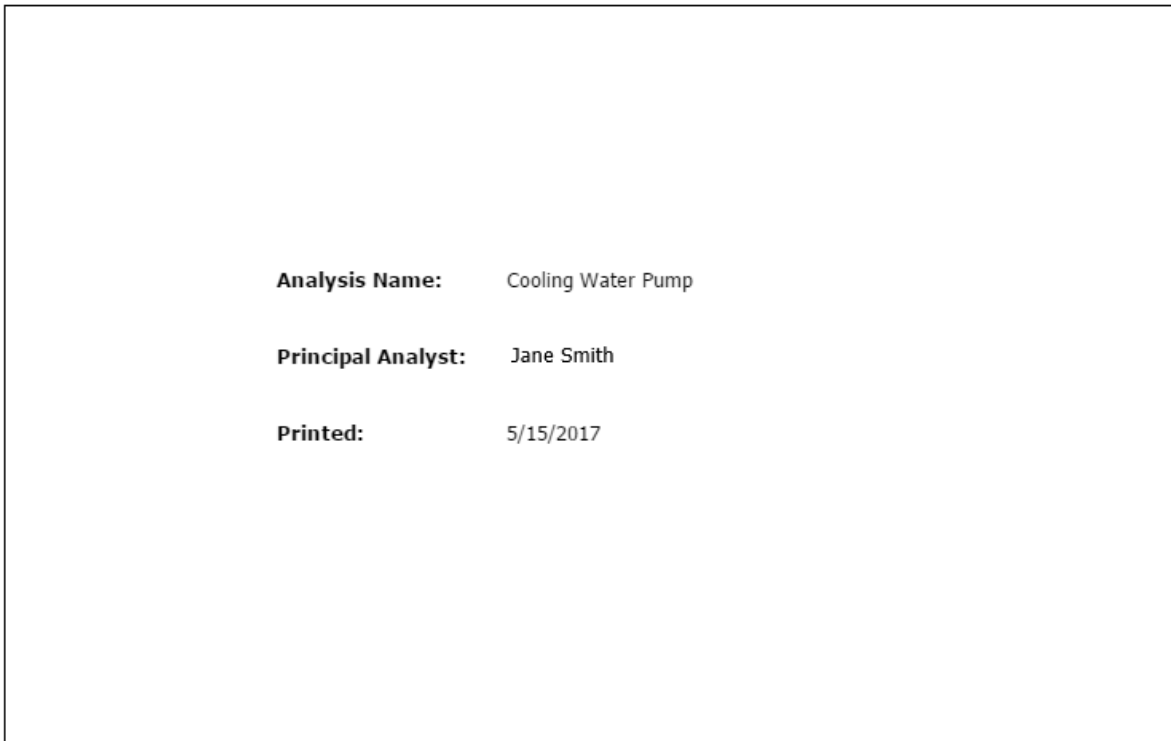 Analysis Name: Cooling Water Pump
Principal Analyst: Jane Smith
Printed: 5/15/2017